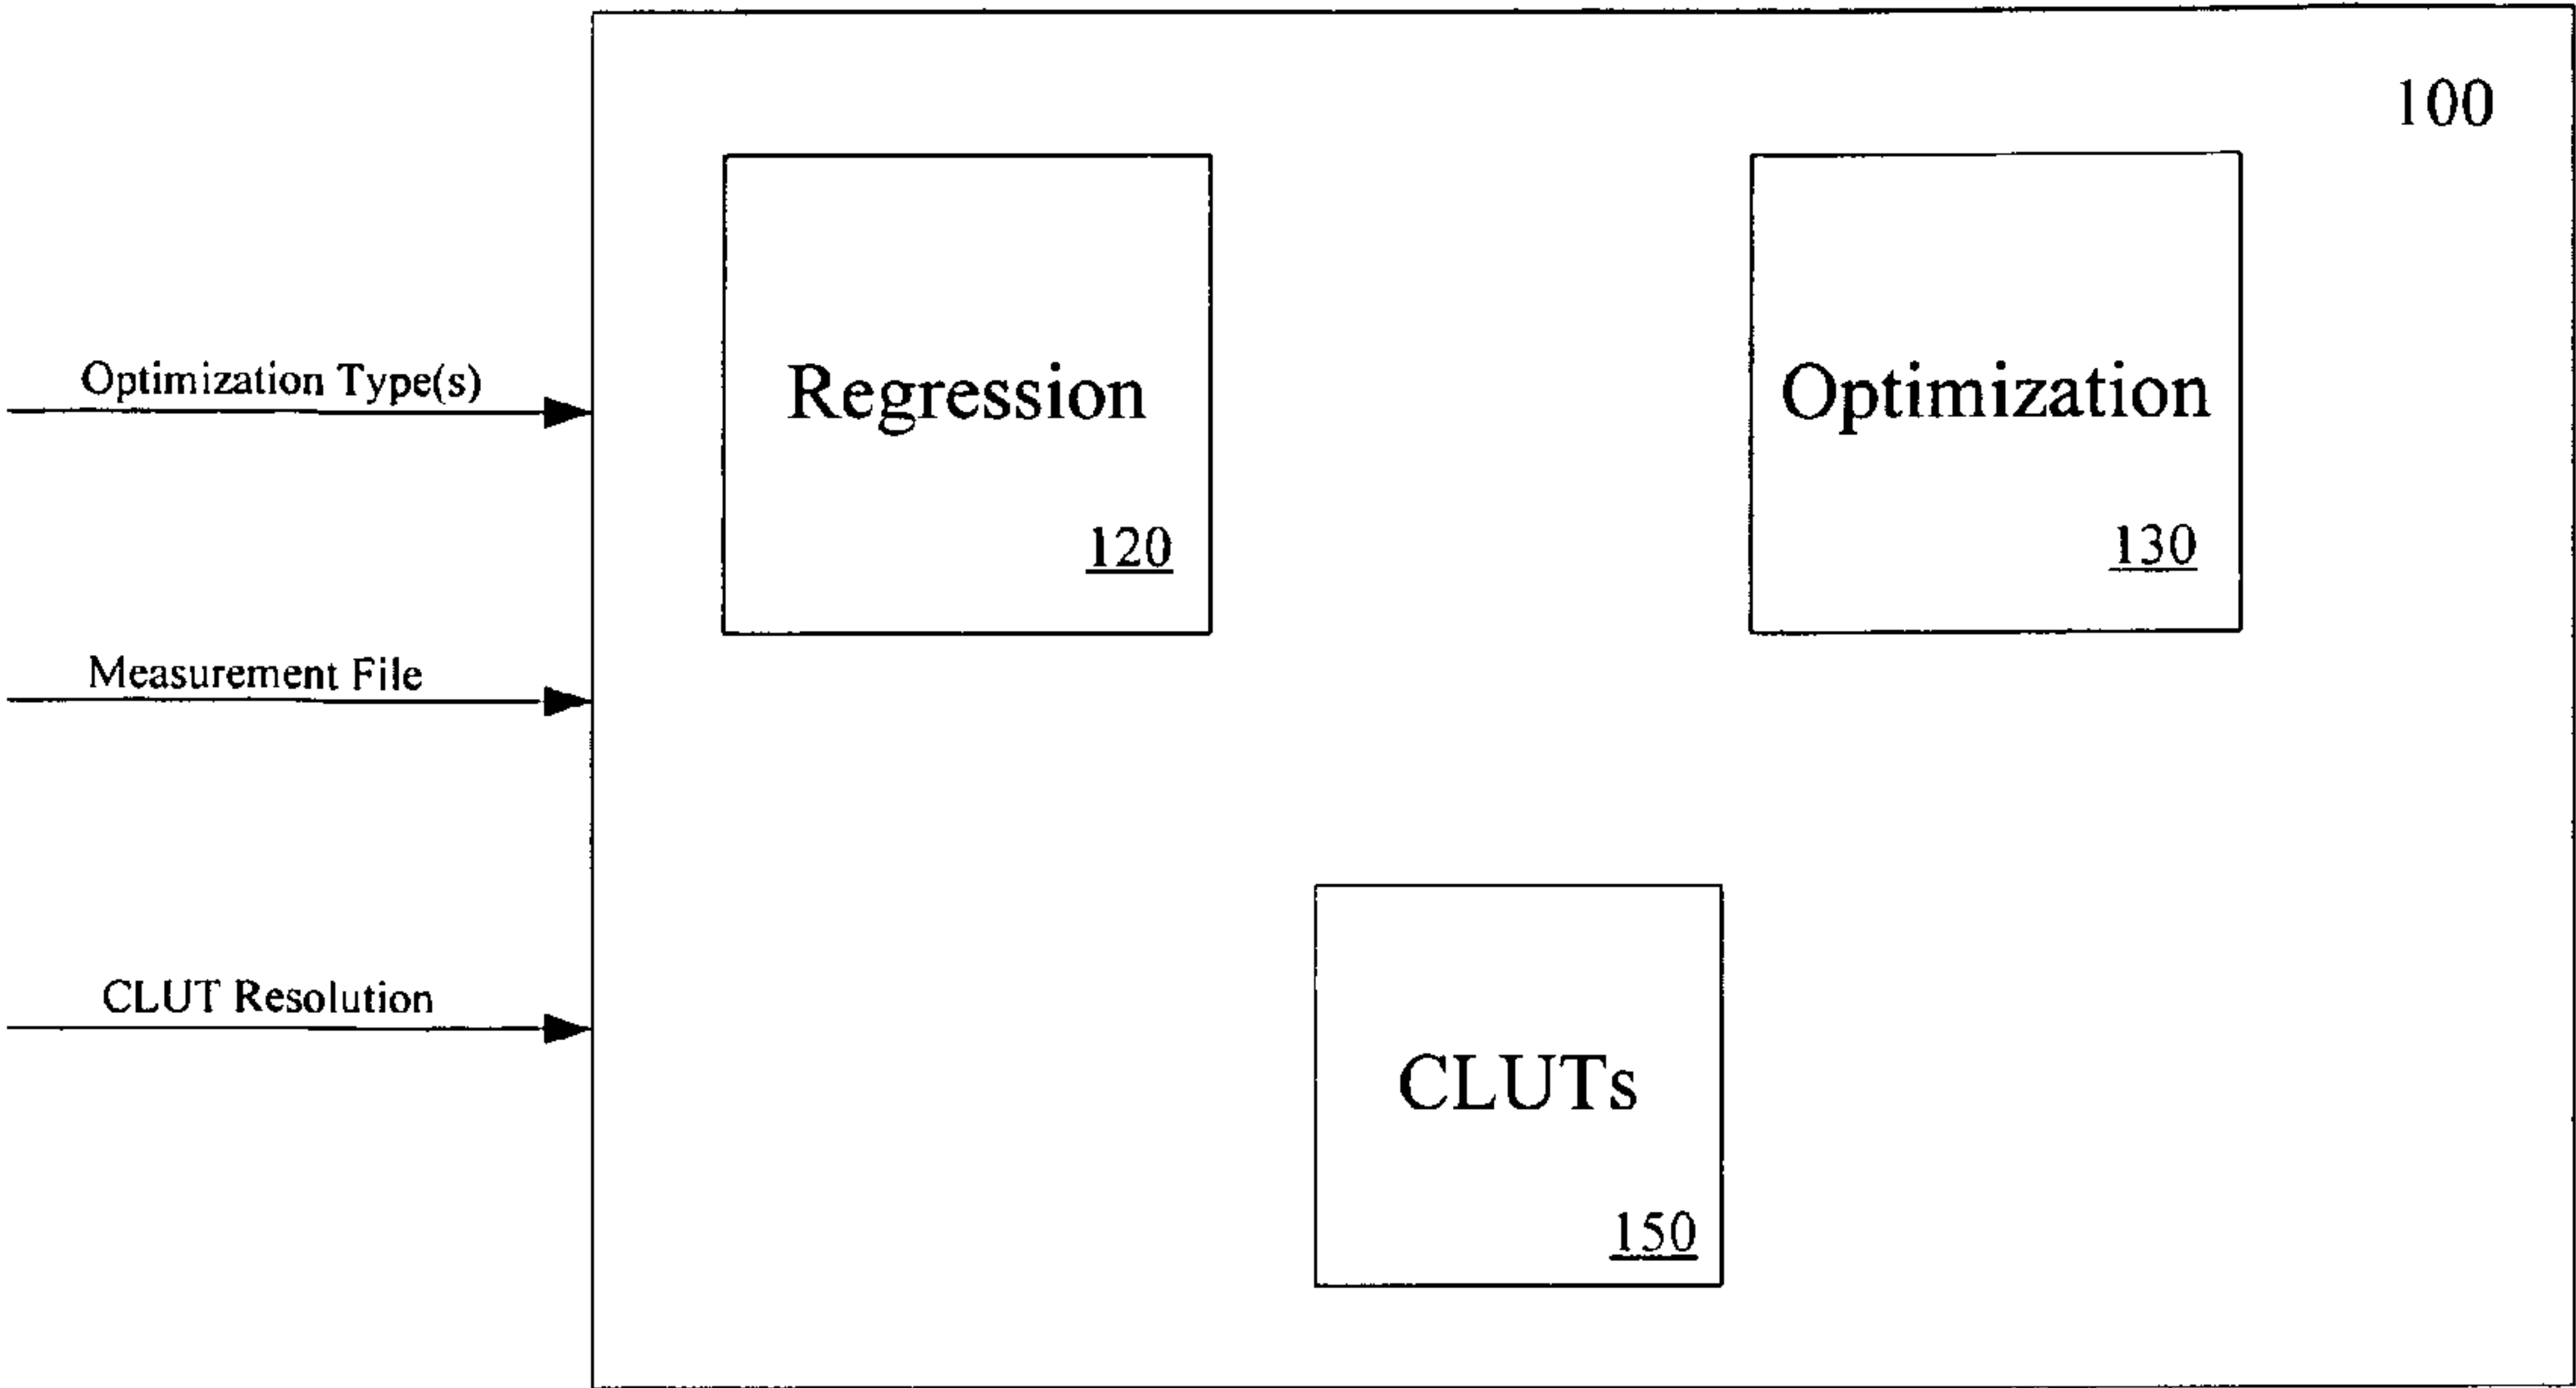 100
Optimization Type(s)
Regression
Optimization
120
130
Measurement File
CLUT Resolution
CLUTs
150